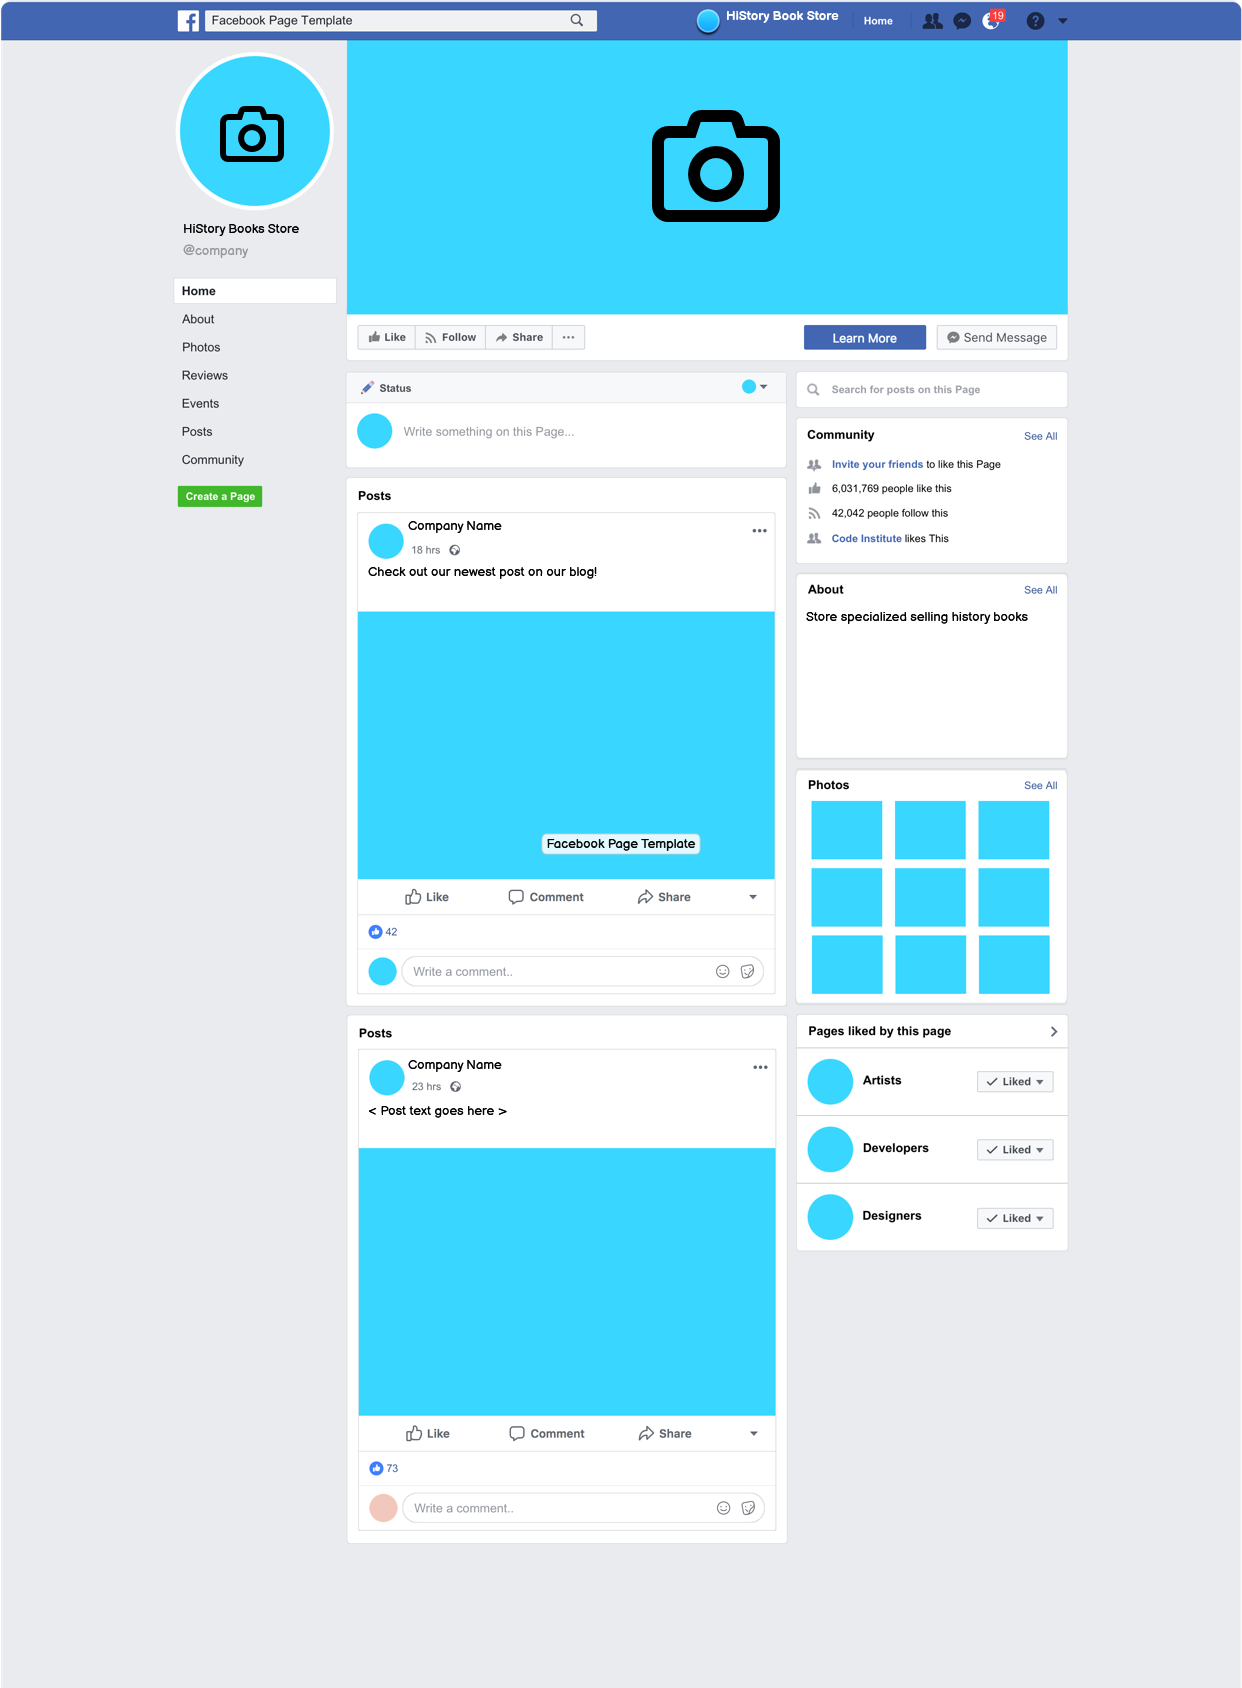 Facebook Page Template
HiStory Book Store
Home
19
HiStory Books Store
@company
Home
About
Photos
Reviews
Events
Posts
Community
Create a Page
Like
Follow
Share
Learn More
Send Message
Status
Write something on this Page...
Posts
Company Name
18 hrs
Check out our newest post on our blog!
Facebook Page Template
Like
Comment
Share
42
Write a comment..
Posts
Company Name
23 hrs
< Post text goes here >
Like
Comment
Share
73
Write a comment..
Search for posts on this Page
Community
See All
Invite your friends to like this Page
6,031,769 people like this
42,042 people follow this
Code Institute likes This
About
See All
Store specialized selling history books
Photos
See All
Pages liked by this page
Artists
Liked
Developers
Liked
Designers
Liked